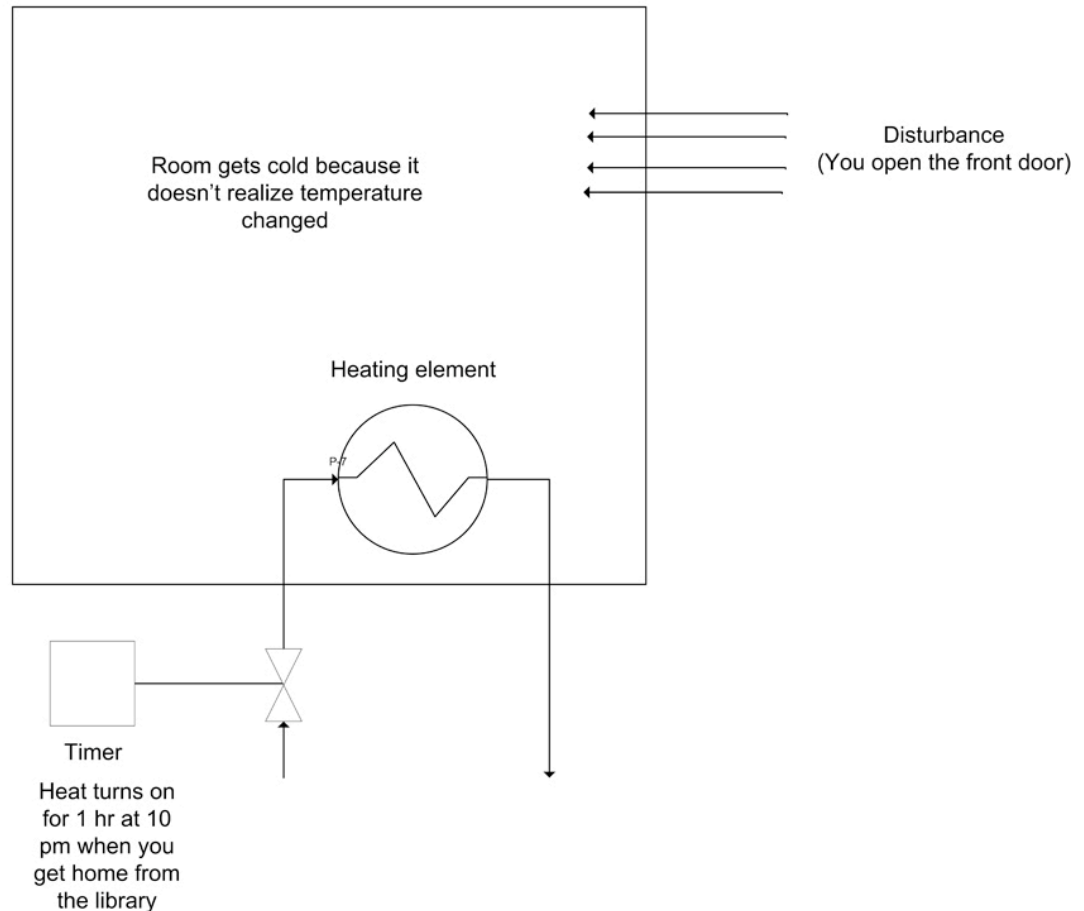 Room gets cold because it
doesn't realize temperature
changed
Disturbance
(You open the front door)
Heating element
P-7
Timer
Heat turns on
for 1 hr at 10
pm when you
get home from
the library